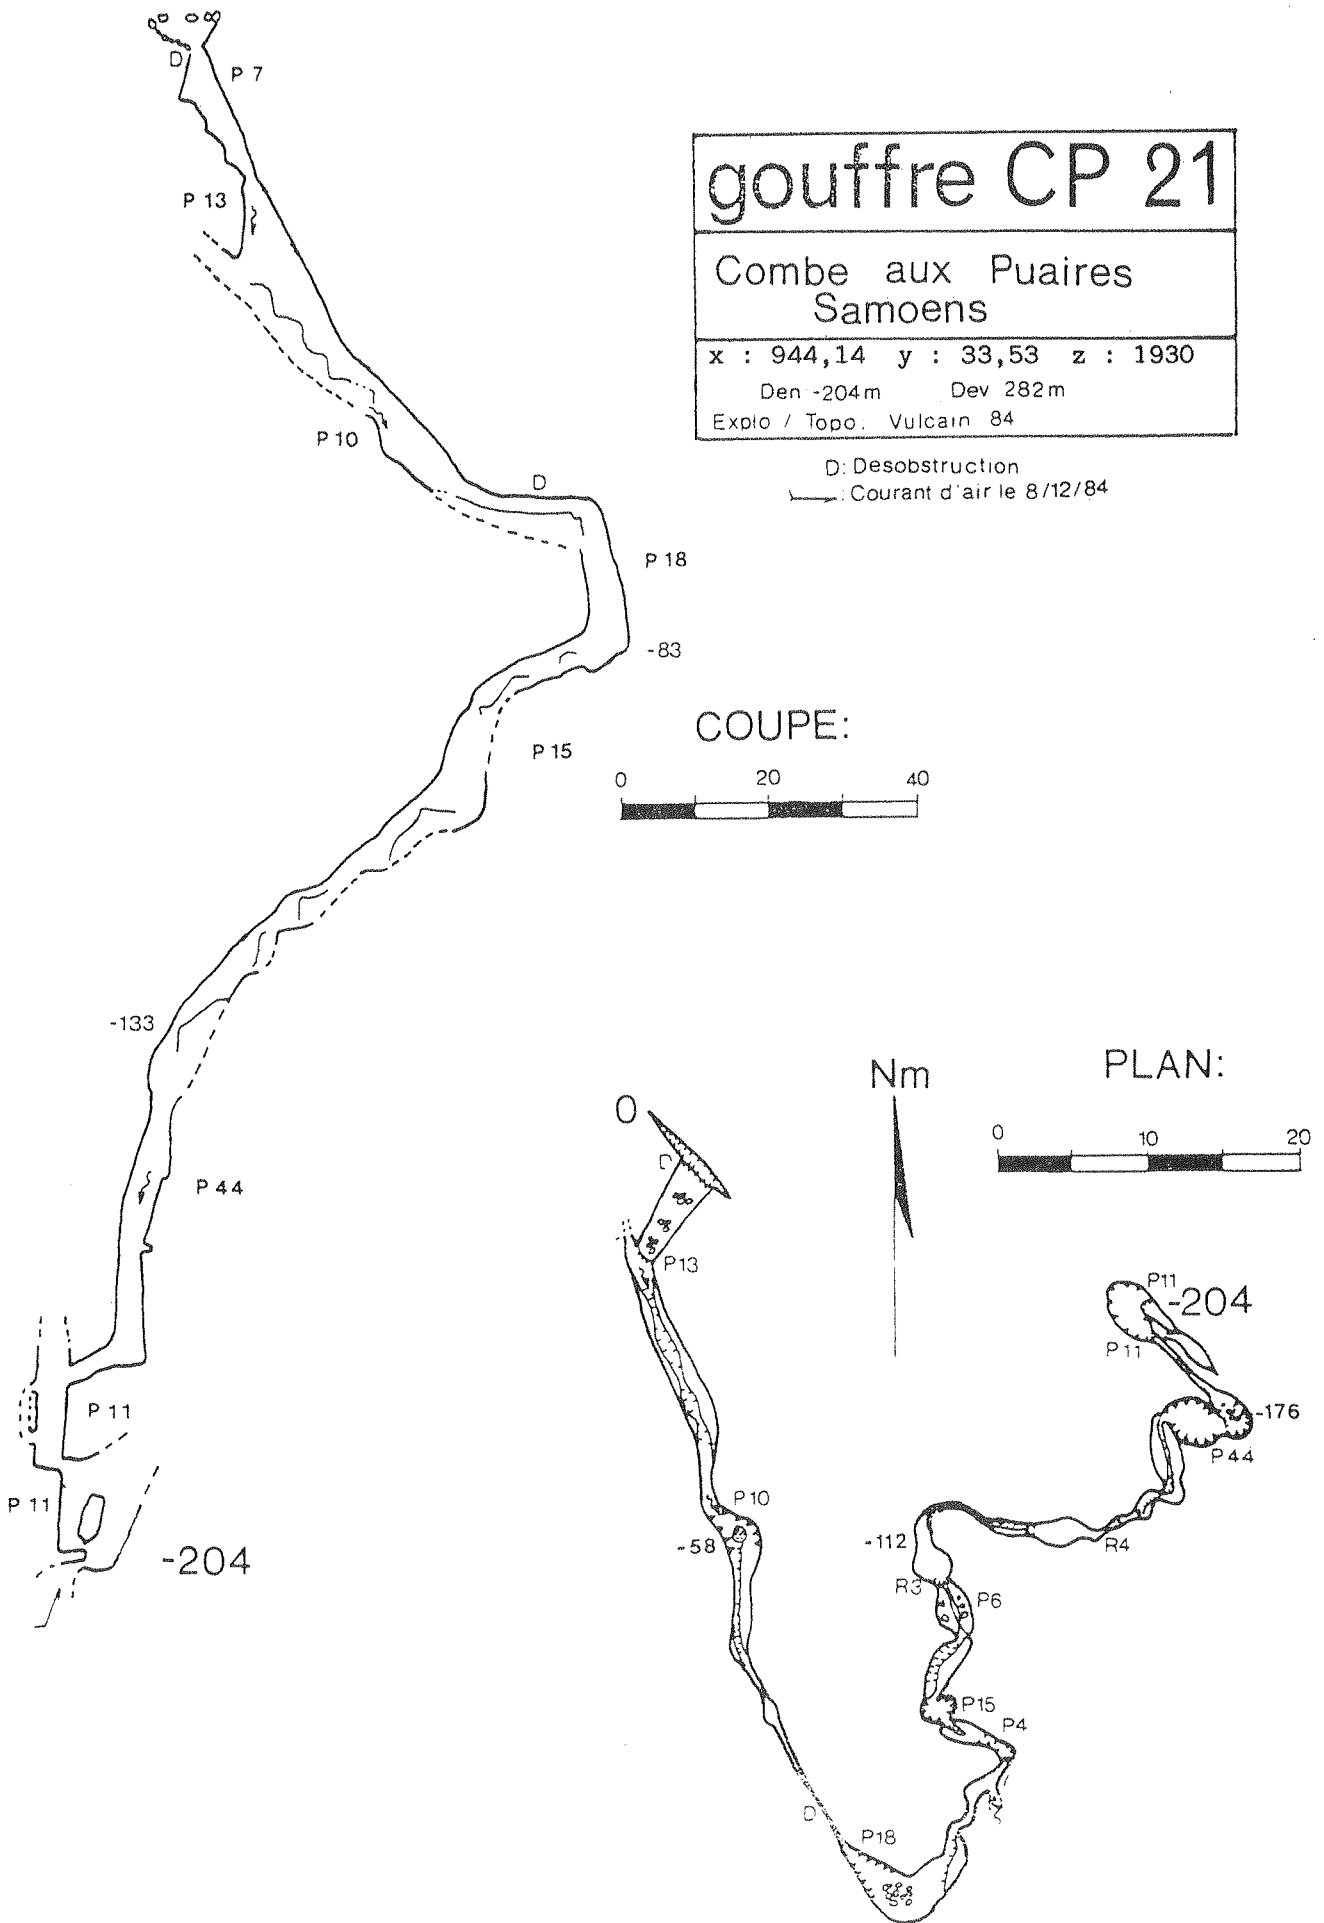 D
P 7
P 13
P 10
D
P 18
-83
P 15
-133
P 44
P 11
P 11
-204
gouffre CP 21
Combe aux Puaires
Samoens
x : 944,14 y : 33,53 z : 1930
Den -204m Dev 282m
Explo / Topo: Vulcain 84
D: Desobstruction
: Courant d'air le 8/12/84
COUPE:
0 20 40
PLAN:
Nm
0 10 20
0
D
P13
P10
-58
D
P18
P4
P15
P6
R3
-112
R4
P44
-176
P11
P11
-204